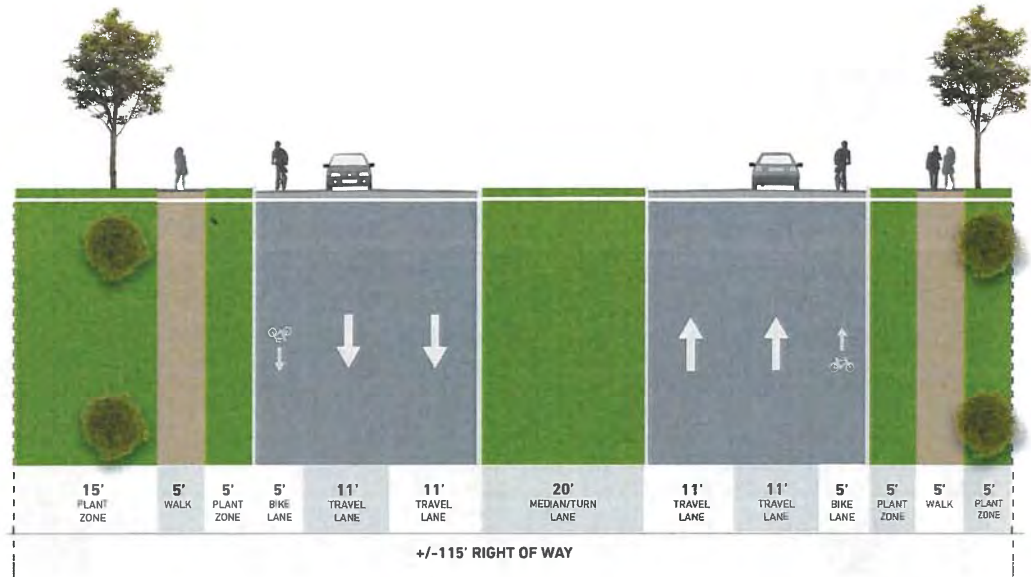 15'
PLANT
ZONE
5'
WALK
5'
PLANT
ZONE
5'
BIKE
LANE
11'
TRAVEL
LANE
11'
TRAVEL
LANE
20'
MEDIAN/TURN
LANE
11'
TRAVEL
LANE
11'
TRAVEL
LANE
5'
BIKE
LANE
5'
PLANT
ZONE
5'
WALK
5'
PLANT
ZONE
+/-115' RIGHT OF WAY